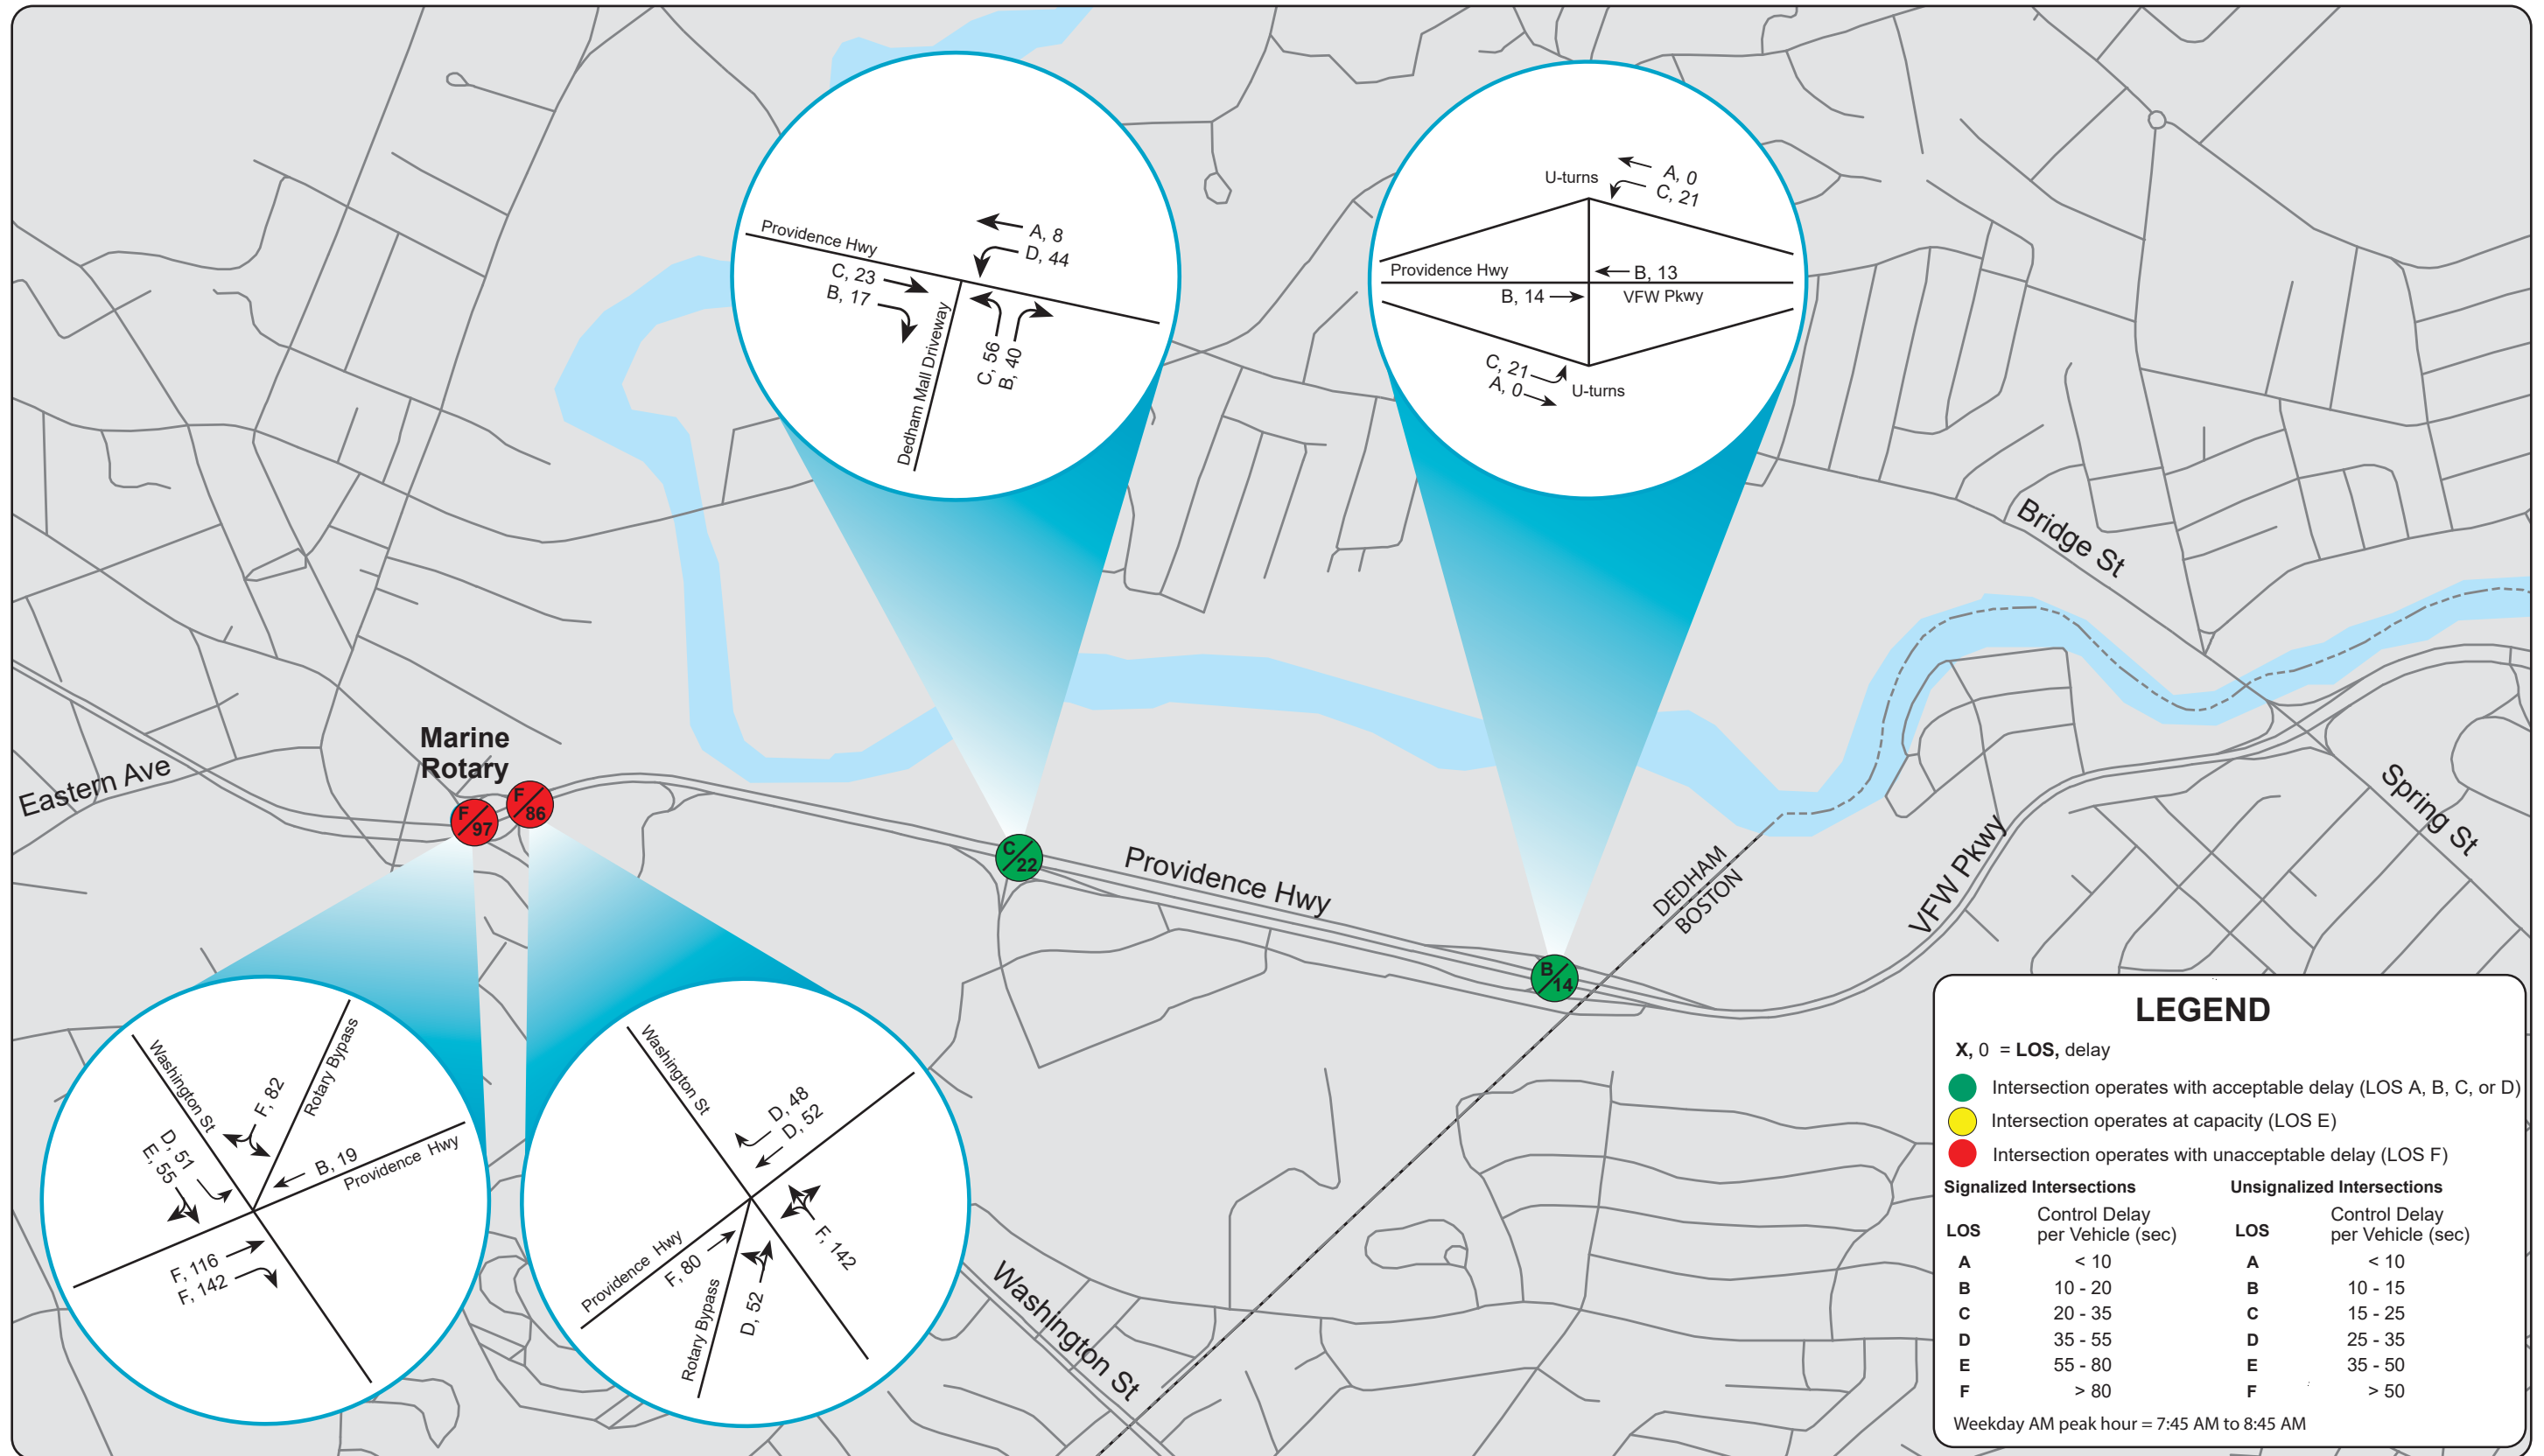 Providence Hwy
A, 8
D, 44
C, 23
B, 17
Dedham Mall Driveway
C, 56
B, 40
U-turns
A, 0
C, 21
Providence Hwy
B, 13
B, 14
VFW Pkwy
C, 21
A, 0
U-turns
Bridge St
Marine
Rotary
Eastern Ave
F/97
F/86
C/22
B/14
Providence Hwy
DEDHAM
BOSTON
VFW Pkwy
Spring St
Washington St
Washington St
Rotary Bypass
F, 82
D, 51
E, 55
B, 19
Providence Hwy
F, 116
F, 142
Washington St
D, 48
D, 52
F, 142
Providence Hwy
F, 80
Rotary Bypass
D, 52
LEGEND
X, 0 = LOS, delay
Intersection operates with acceptable delay (LOS A, B, C, or D)
Intersection operates at capacity (LOS E)
Intersection operates with unacceptable delay (LOS F)
Signalized Intersections
LOS
Control Delay
per Vehicle (sec)
A < 10
B 10 - 20
C 20 - 35
D 35 - 55
E 55 - 80
F > 80
Unsignalized Intersections
LOS
Control Delay
per Vehicle (sec)
A < 10
B 10 - 15
C 15 - 25
D 25 - 35
E 35 - 50
F > 50
Weekday AM peak hour = 7:45 AM to 8:45 AM